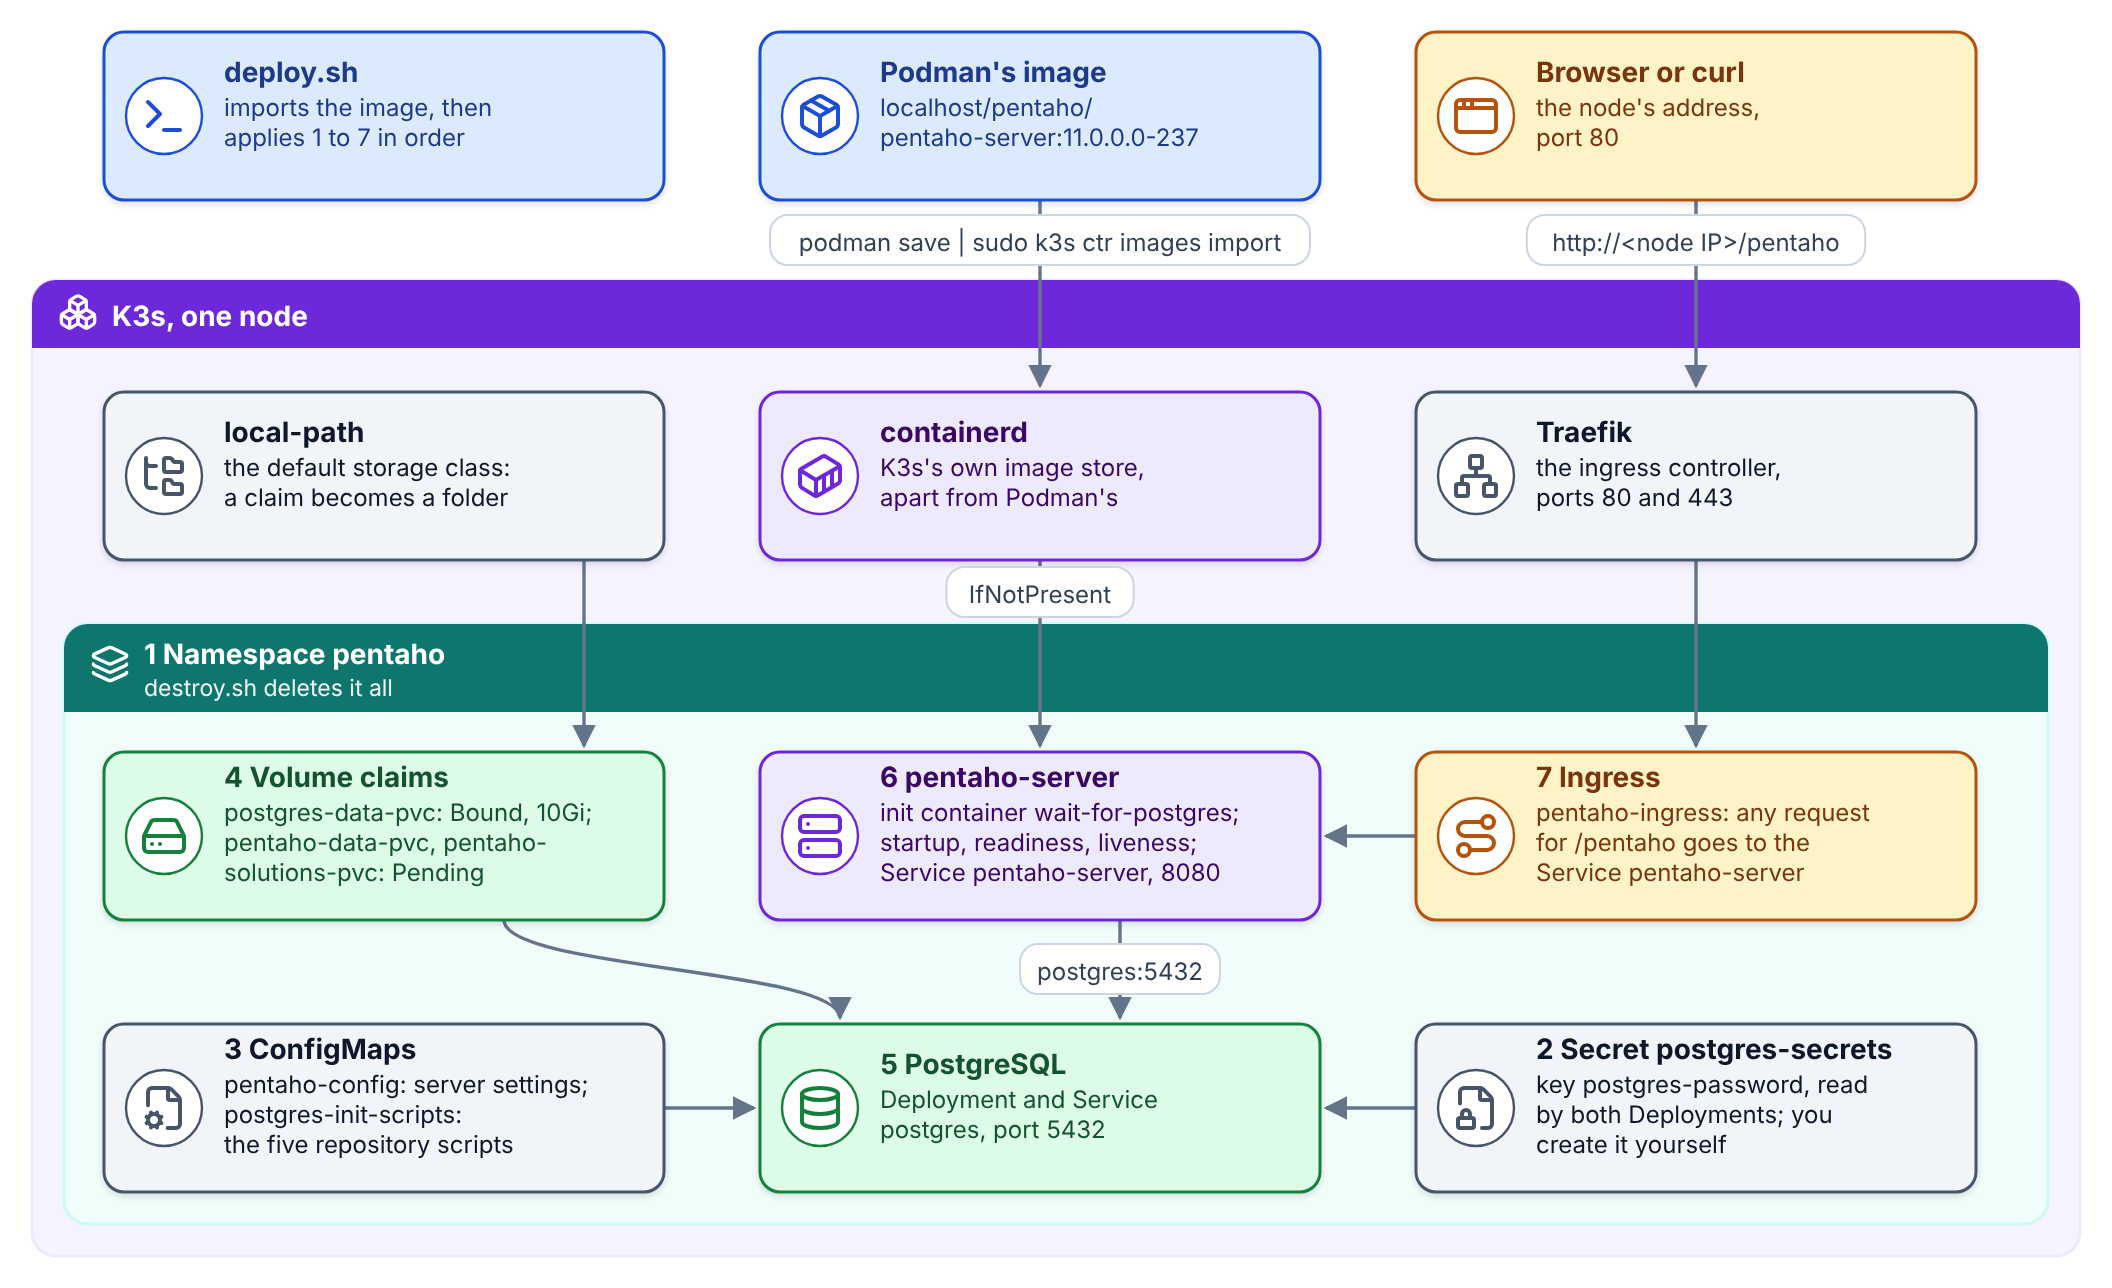 deploy.sh
imports the image, then
applies 1 to 7 in order
Podman's image
localhost/pentaho/
pentaho-server:11.0.0.0-237
Browser or curl
the node's address,
port 80
podman save | sudo k3s ctr images import
http://<node IP>/pentaho
K3s, one node
local-path
the default storage class:
a claim becomes a folder
containerd
K3s's own image store,
apart from Podman's
Traefik
the ingress controller,
ports 80 and 443
IfNotPresent
1 Namespace pentaho
destroy.sh deletes it all
4 Volume claims
postgres-data-pvc: Bound, 10Gi;
pentaho-data-pvc, pentaho-
solutions-pvc: Pending
6 pentaho-server
init container wait-for-postgres;
startup, readiness, liveness;
Service pentaho-server, 8080
7 Ingress
pentaho-ingress: any request
for /pentaho goes to the
Service pentaho-server
postgres:5432
3 ConfigMaps
pentaho-config: server settings;
postgres-init-scripts:
the five repository scripts
5 PostgreSQL
Deployment and Service
postgres, port 5432
2 Secret postgres-secrets
key postgres-password, read
by both Deployments; you
create it yourself